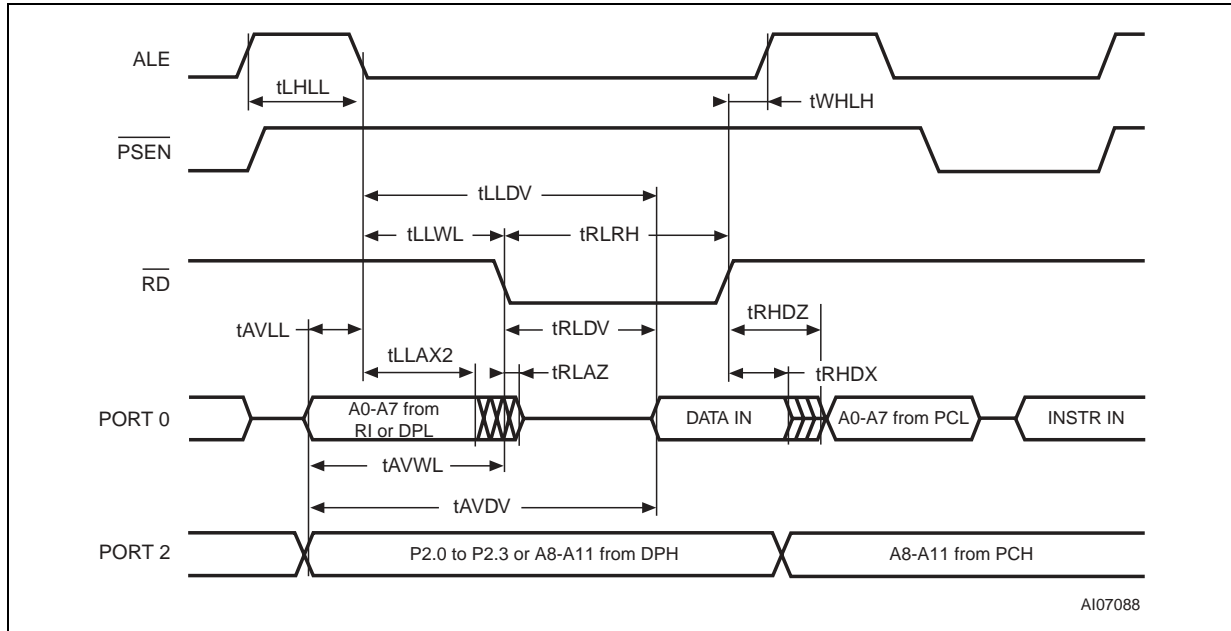 ALE
tLHLL
tWHLH
PSEN
tLLDV
tLLWL
tRLRH
RD
tRHDZ
tAVLL
tRLDV
tLLAX2
tRLAZ
tRHDX
PORT 0
A0-A7 from
RI or DPL
DATA IN
A0-A7 from PCL
INSTR IN
tAVWL
tAVDV
PORT 2
P2.0 to P2.3 or A8-A11 from DPH
A8-A11 from PCH
AI07088